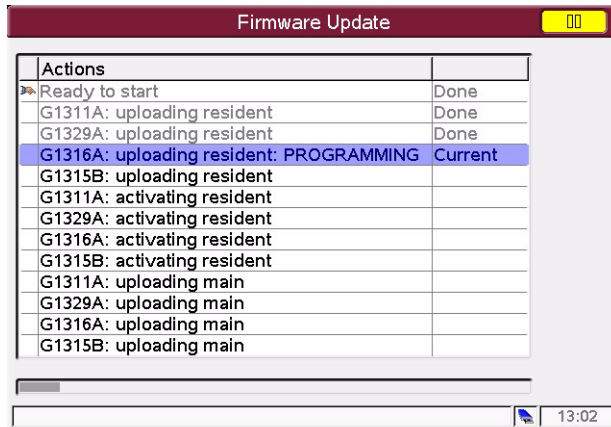 Firmware Update
Actions
Ready to start Done
G1311A: uploading resident Done
G1329A: uploading resident Done
G1316A: uploading resident: PROGRAMMING Current
G1315B: uploading resident
G1311A: activating resident
G1329A: activating resident
G1316A: activating resident
G1315B: activating resident
G1311A: uploading main
G1329A: uploading main
G1316A: uploading main
G1315B: uploading main
13:02